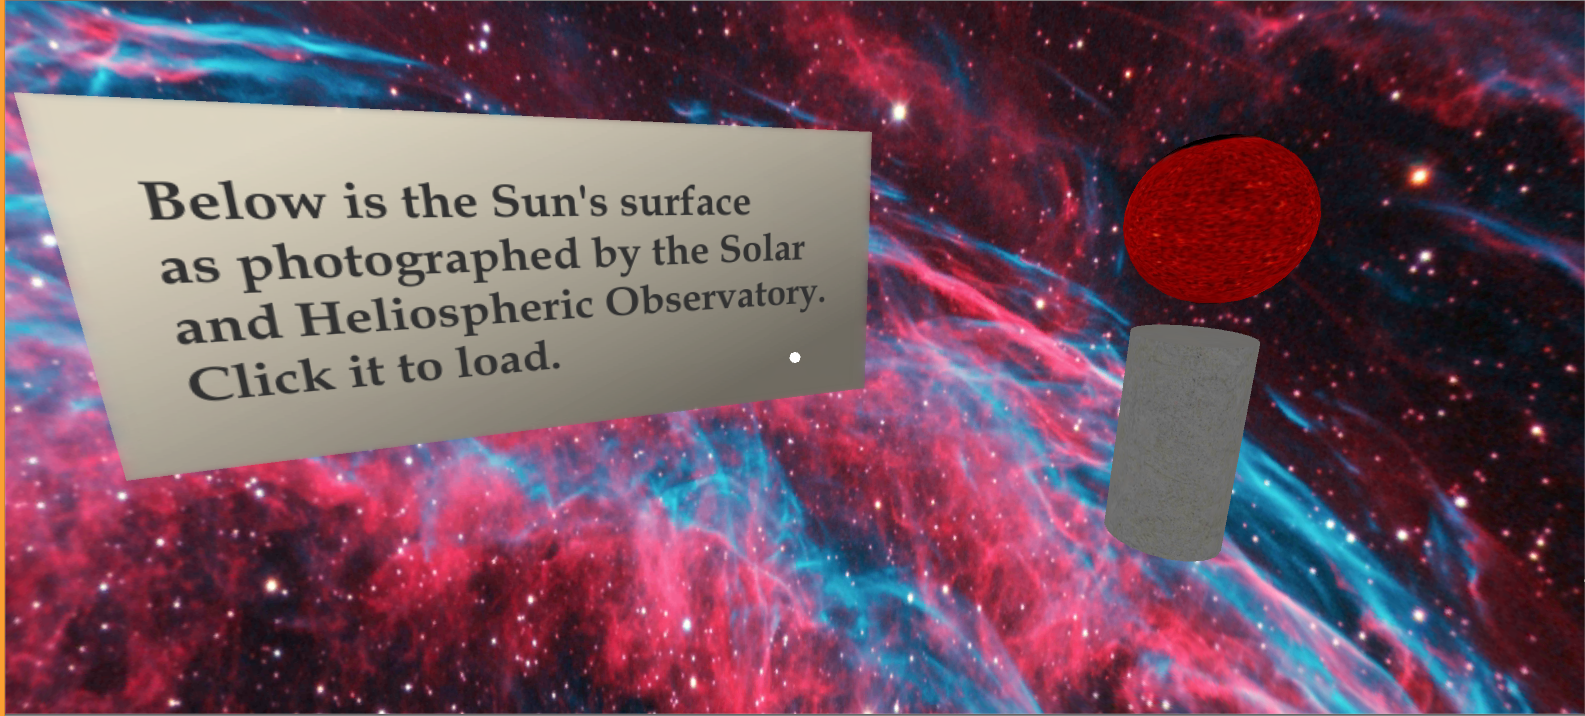 Below is the Sun's surface
as photographed by the Solar
and Heliospheric Observatory.
Click it to load.